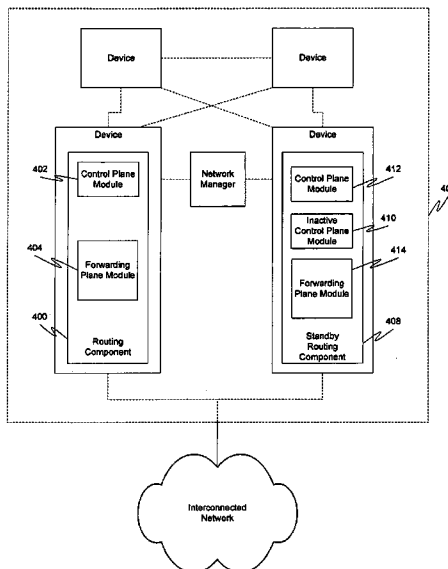 Device
Device
Device
Device
402
Control Plane
Module
Network
Manager
Control Plane
Module
412
Inactive
Control Plane
Module
410
404
Forwarding
Plane Module
Forwarding
Plane Module
414
400
Routing
Component
Standby
Routing
Component
408
Interconnected
Network